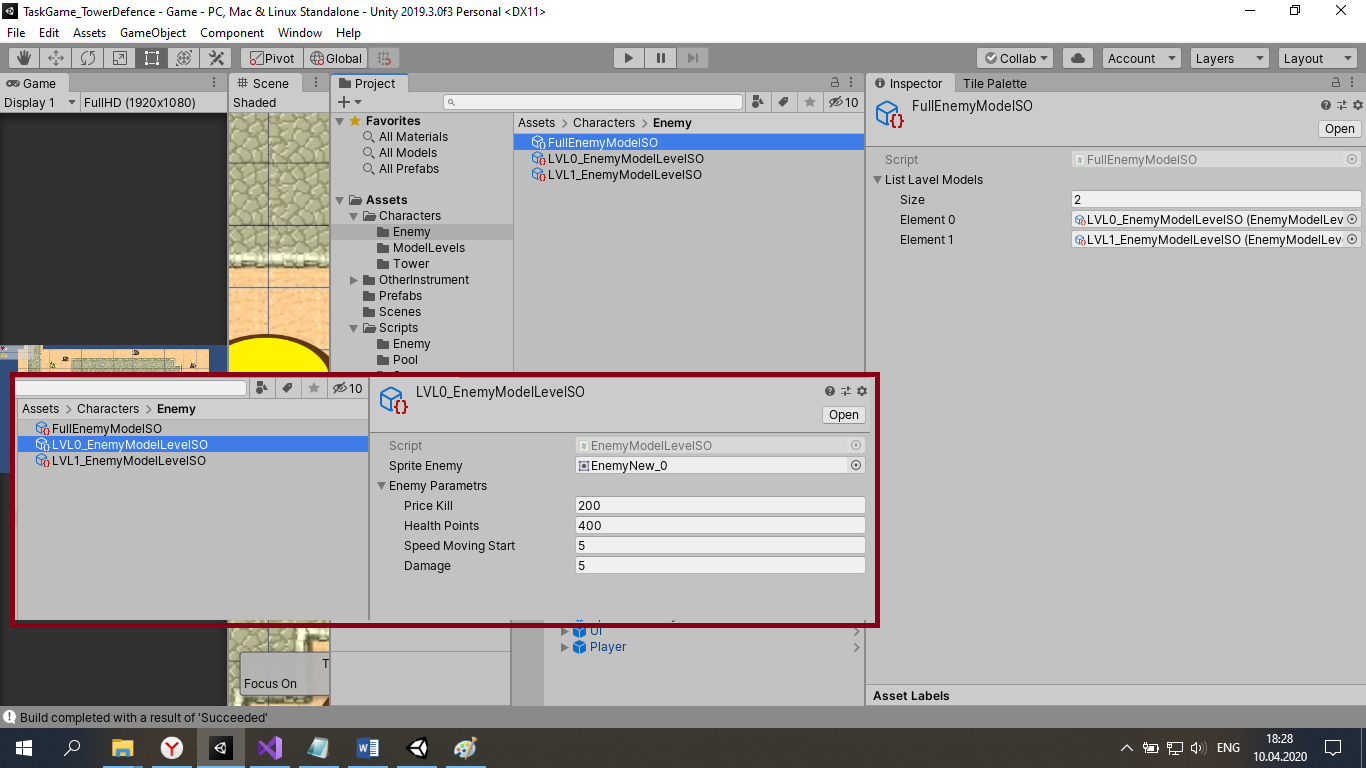 TaskGame_TowerDefence - Game - PC, Mac & Linux Standalone - Unity 2019.3.0f3 Personal <DX11>
File Edit Assets GameObject Component Window Help
Pivot Global Collab Account Layers Layout
Game Scene Project Inspector Tile Palette
Display 1 FullHD (1920x1080) Shaded 10
FullEnemyModelSO
Open
Favorites
All Materials
All Models
All Prefabs
Assets
Characters
Enemy
ModelLevels
Tower
OtherInstrument
Prefabs
Scenes
Scripts
Enemy
Pool
Assets > Characters > Enemy
FullEnemyModelSO
LVL0_EnemyModelLevelSO
LVL1_EnemyModelLevelSO
Script FullEnemyModelSO
List Lavel Models
Size 2
Element 0 LVL0_EnemyModelLevelSO (EnemyModelLev
Element 1 LVL1_EnemyModelLevelSO (EnemyModelLev
10
Assets > Characters > Enemy
FullEnemyModelSO
LVL0_EnemyModelLevelSO
LVL1_EnemyModelLevelSO
LVL0_EnemyModelLevelSO
Open
Script EnemyModelLevelSO
Sprite Enemy EnemyNew_0
Enemy Parametrs
Price Kill 200
Health Points 400
Speed Moving Start 5
Damage 5
UI
Player
T
Focus On
Asset Labels
Build completed with a result of 'Succeeded'
ENG
18:28
10.04.2020